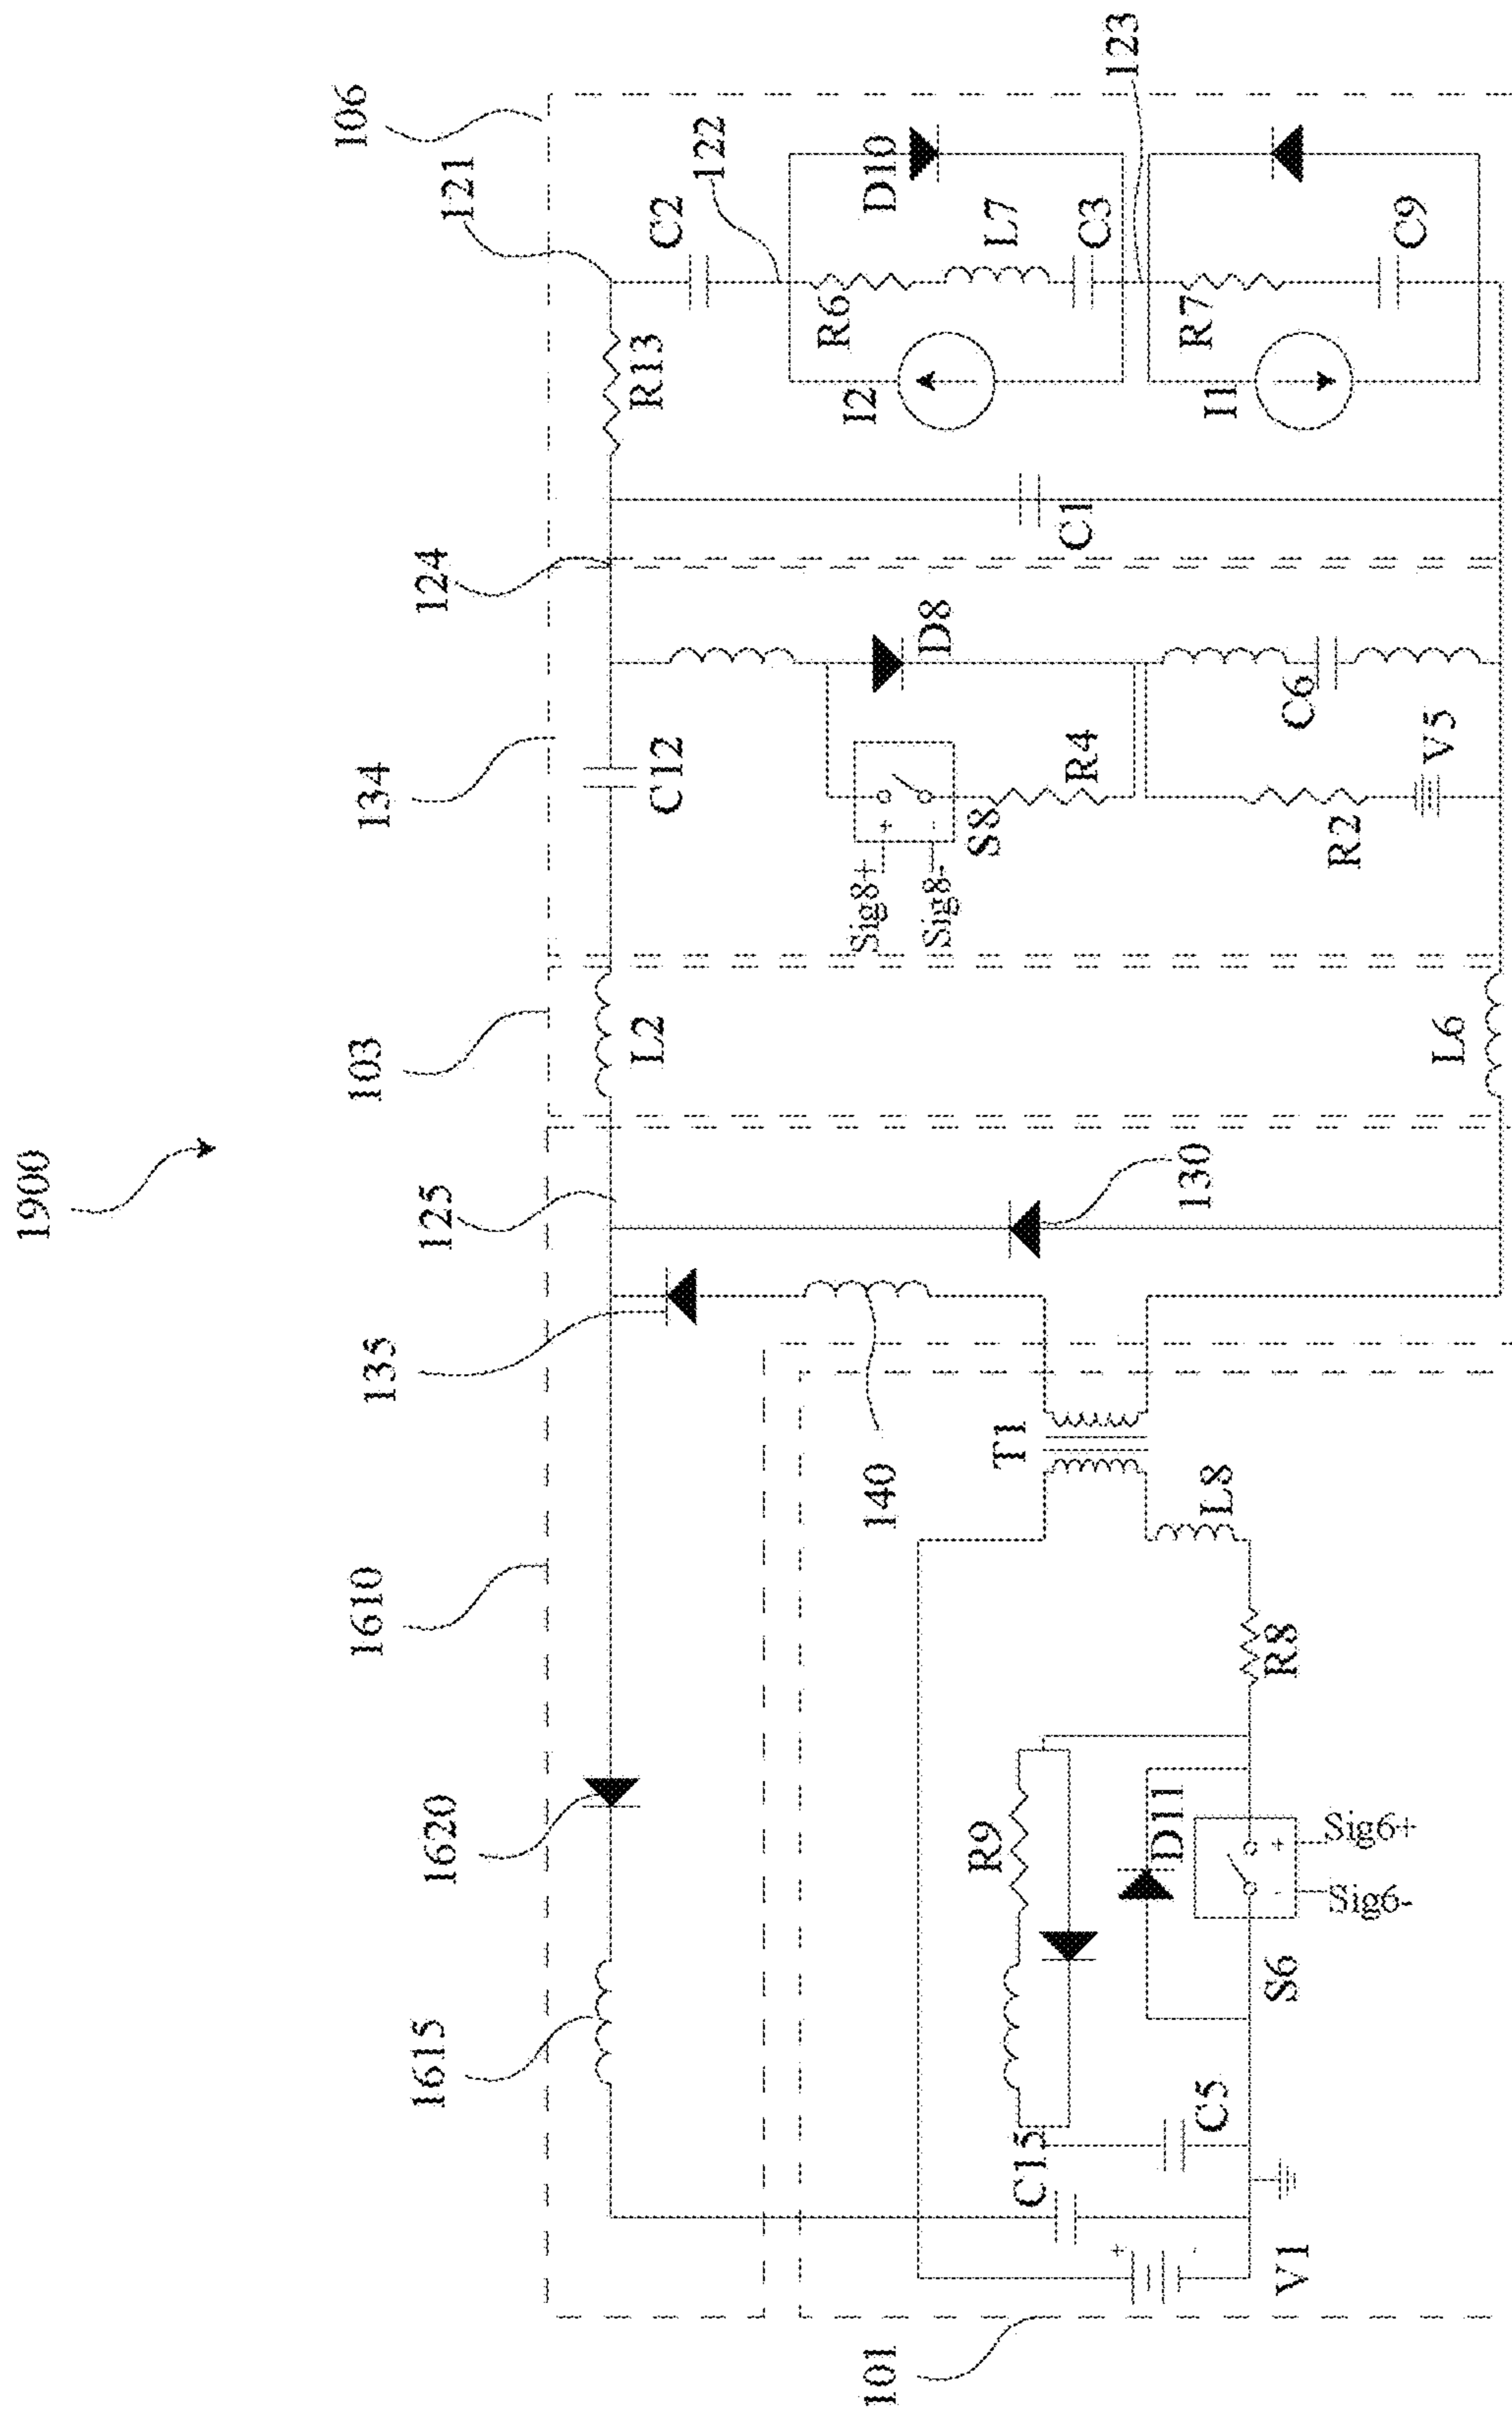 1900
106
121
122
123
124
134
103
125
135
130
140
1610
1620
1615
101
C2
D10
R13
R6
L7
C3
I2
R7
C9
I1
C1
D8
C12
S8
Sig8+
Sig8-
+
-
R4
C6
R2
V5
L2
L6
T1
L8
R8
R9
D11
+
-
Sig6+
Sig6-
S6
C15
C5
+
-
V1